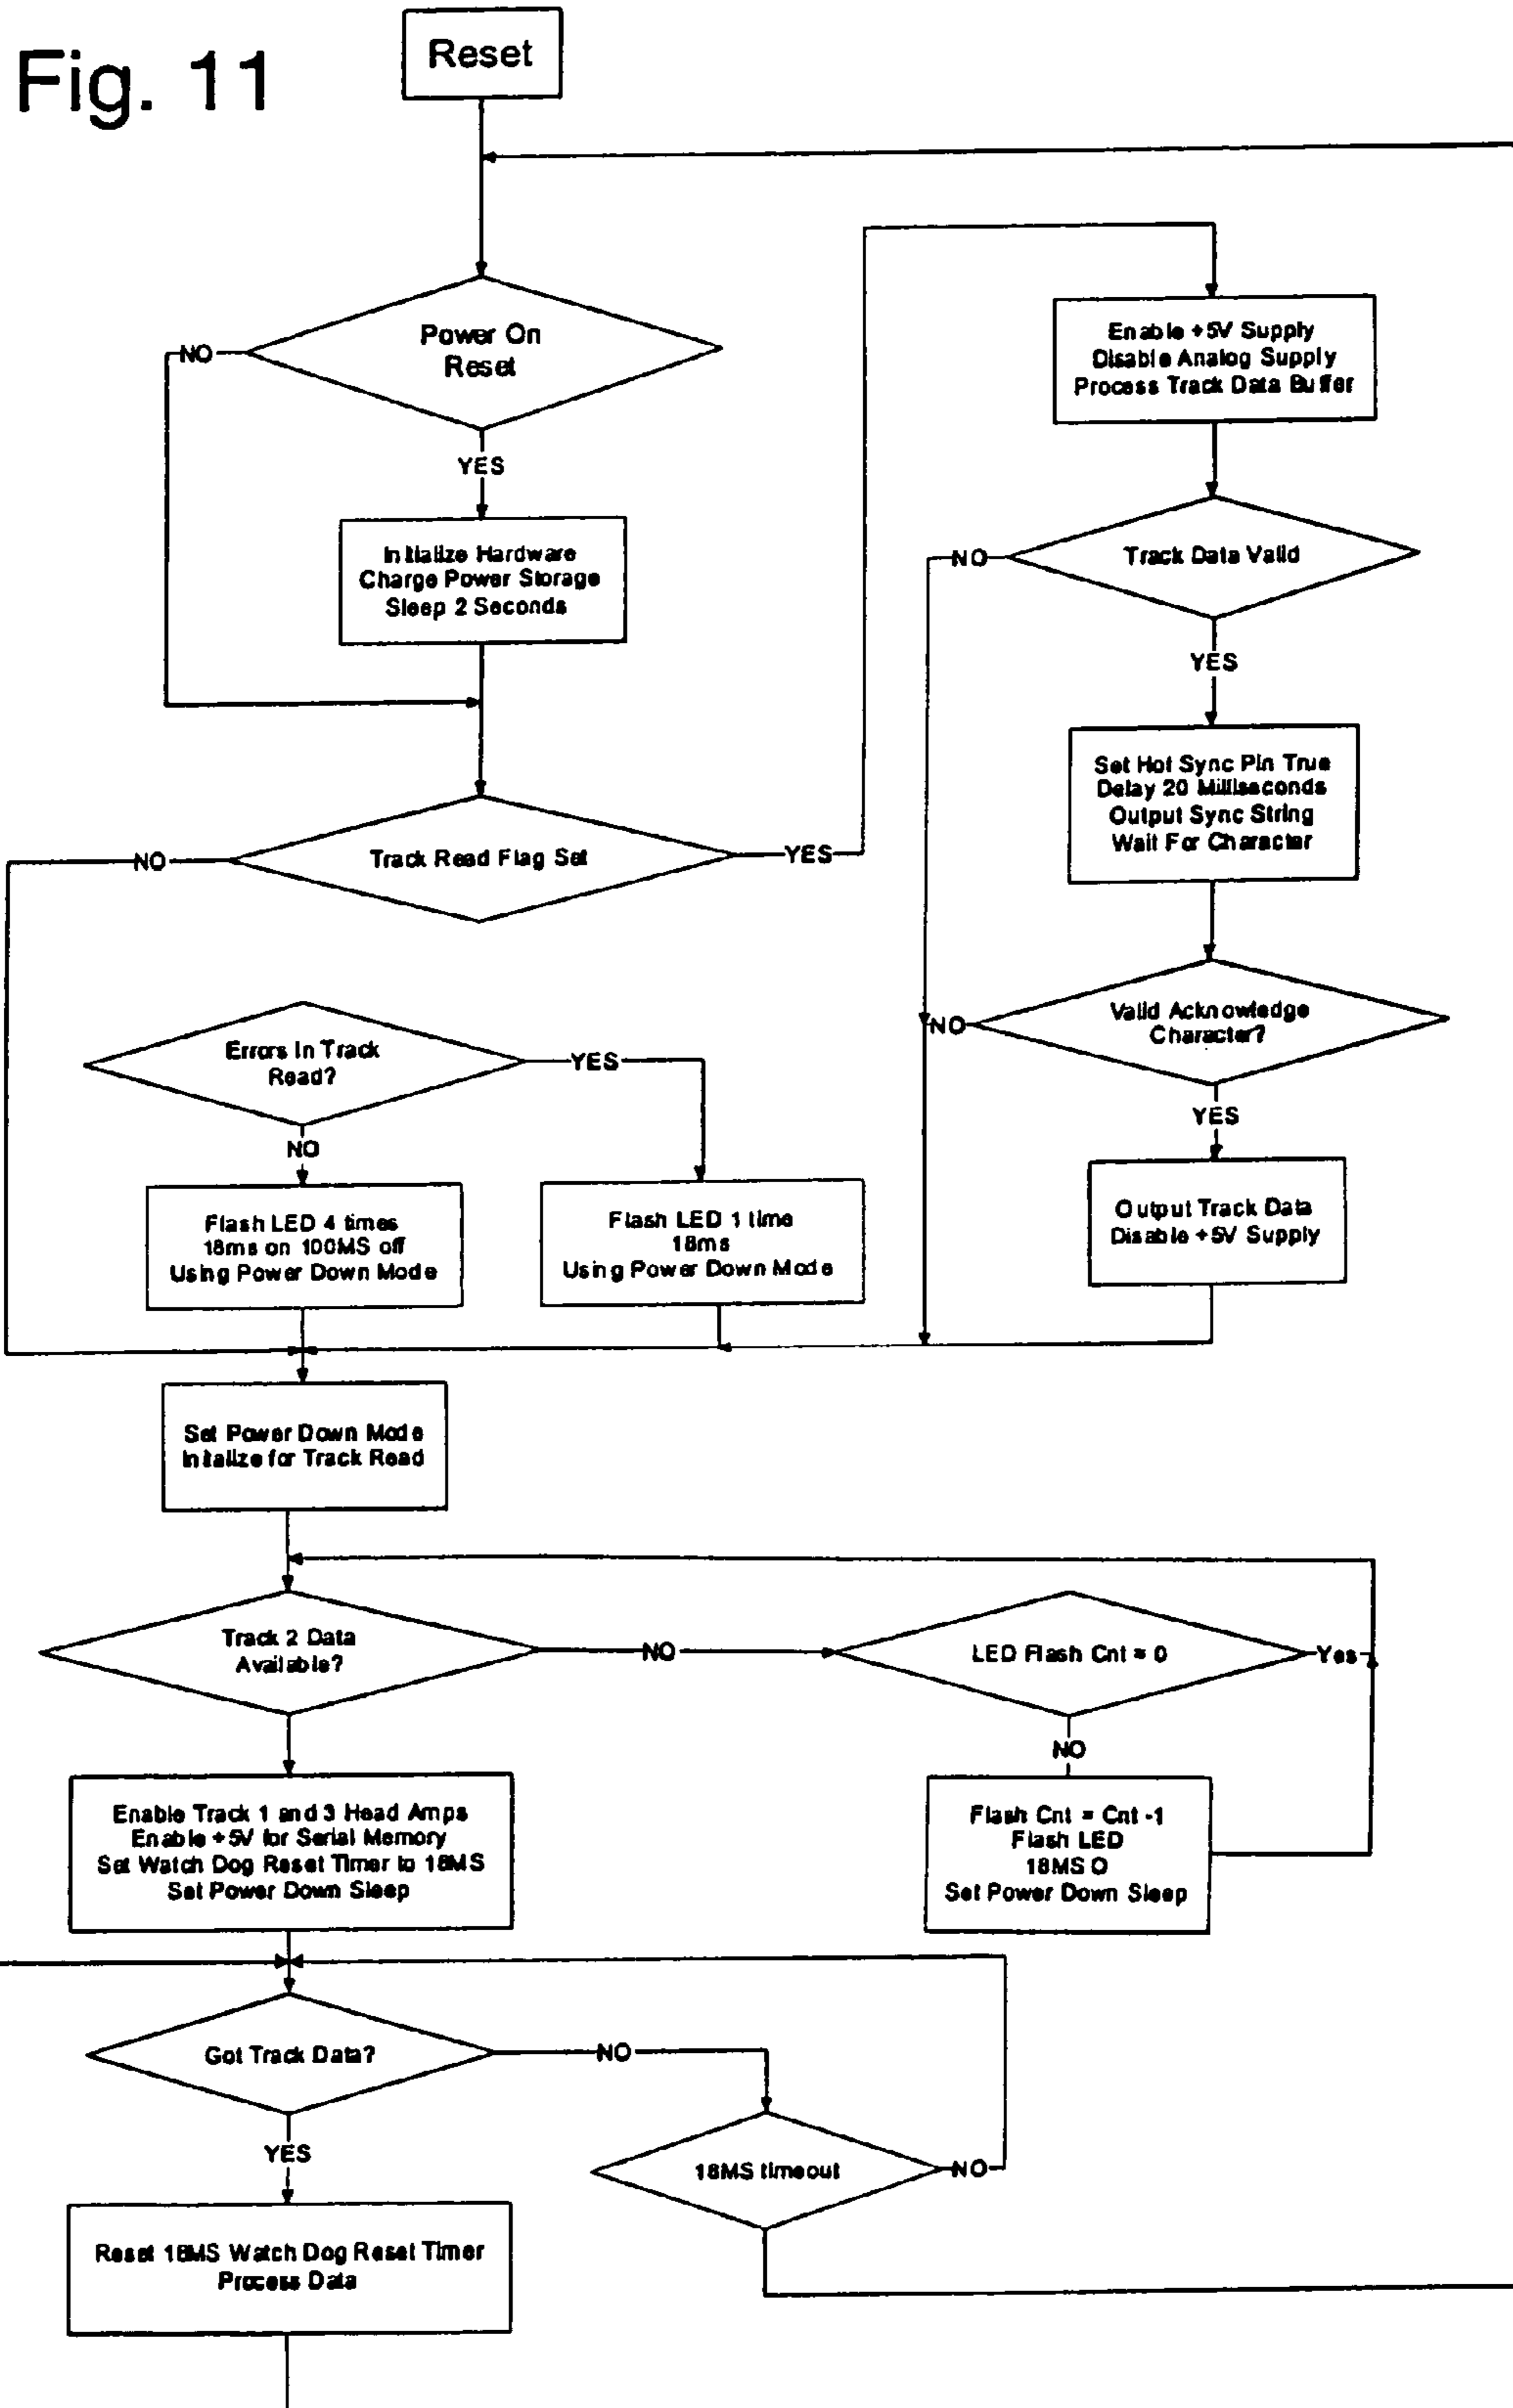 Fig. 11
Reset
Power On
Reset
NO
YES
Initialize Hardware
Charge Power Storage
Sleep 2 Seconds
Track Read Flag Set
NO
YES
Enable +5V Supply
Disable Analog Supply
Process Track Data Buffer
Track Data Valid
NO
YES
Set Hot Sync Pin True
Delay 20 Milliseconds
Output Sync String
Wait For Character
Valid Acknowledge
Character?
NO
YES
Output Track Data
Disable +5V Supply
Errors In Track
Read?
YES
NO
Flash LED 4 times
18ms on 100MS off
Using Power Down Mode
Flash LED 1 time
18ms
Using Power Down Mode
Set Power Down Mode
Initalize for Track Read
Track 2 Data
Available?
NO
LED Flash Cnt = 0
Yes
NO
Flash Cnt = Cnt -1
Flash LED
18MS O
Set Power Down Sleep
Enable Track 1 and 3 Head Amps
Enable +5V for Serial Memory
Set Watch Dog Reset Timer to 18MS
Set Power Down Sleep
Got Track Data?
NO
YES
18MS timeout
NO
Reset 18MS Watch Dog Reset Timer
Process Data